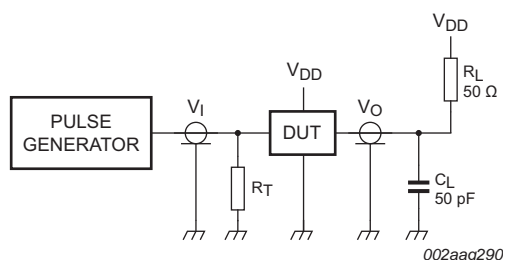 VDD
RL
50 Ω
VDD
VI
VO
PULSE
GENERATOR
DUT
RT
CL
50 pF
002aag290